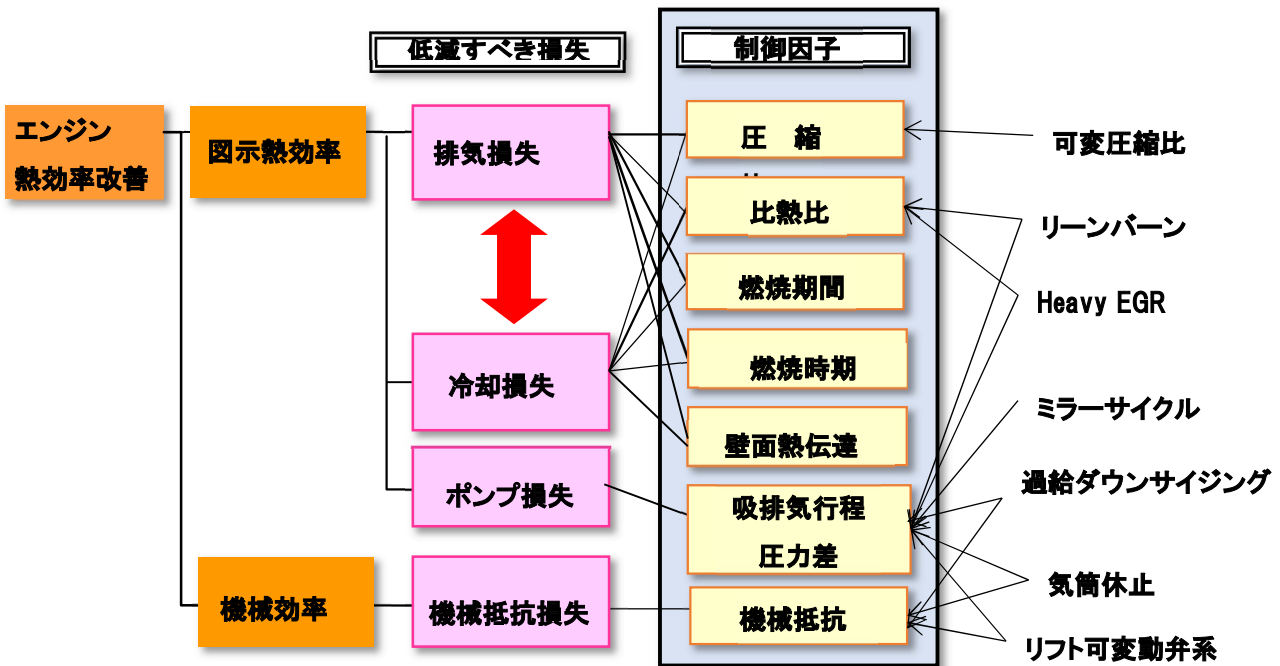 低減すべき損失
制御因子
エンジン
熱効率改善
図示熱効率
排気損失
圧 縮
可変圧縮比
比熱比
リーンバーン
燃焼期間
Heavy EGR
冷却損失
燃焼時期
ミラーサイクル
壁面熱伝達
ポンプ損失
過給ダウンサイジング
吸排気行程
圧力差
機械効率
機械抵抗損失
機械抵抗
気筒休止
リフト可変動弁系